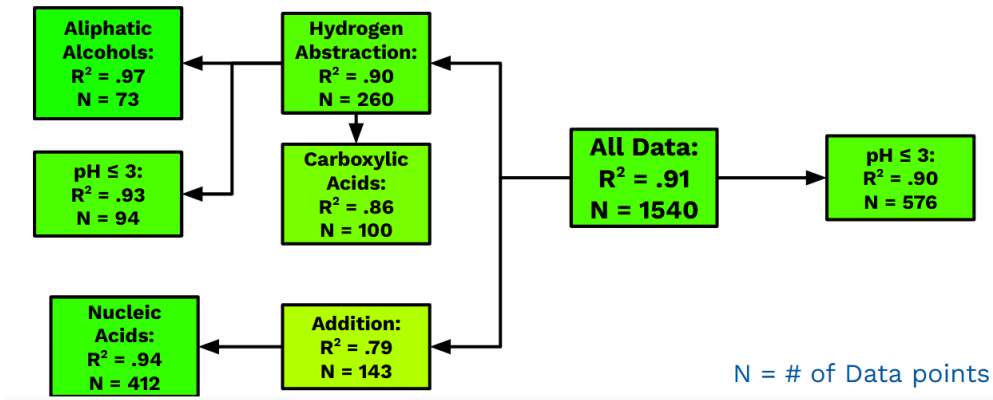 Aliphatic
Alcohols:
R² = .97
N = 73
Hydrogen
Abstraction:
R² = .90
N = 260
pH ≤ 3:
R² = .93
N = 94
Carboxylic
Acids:
R² = .86
N = 100
All Data:
R² = .91
N = 1540
pH ≤ 3:
R² = .90
N = 576
Nucleic
Acids:
R² = .94
N = 412
Addition:
R² = .79
N = 143
N = # of Data points